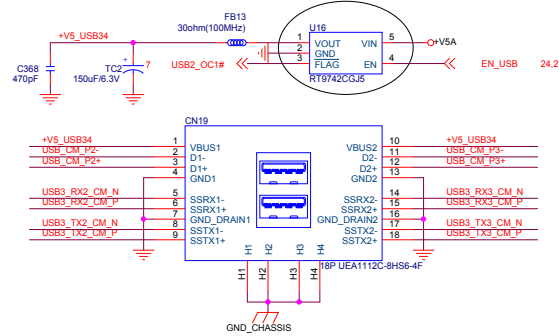 FB13
30ohm(100MHz)
U16
+V5_USB34
1 VOUT VIN 5 +V5A
2 GND
3 FLAG EN 4
USB2_OC1#
EN_USB 24,2
RT9742CGJ5
C368
470pF
TC2
+ 7
150uF/6.3V
CN19
+V5_USB34 1 VBUS1 VBUS2 10 +V5_USB34
USB_CM_P2- 2 D1- D2- 11 USB_CM_P3-
USB_CM_P2+ 3 D1+ D2+ 12 USB_CM_P3+
4 GND1 GND2 13
USB3_RX2_CM_N 5 SSRX1- SSRX2- 14 USB3_RX3_CM_N
USB3_RX2_CM_P 6 SSRX1+ SSRX2+ 15 USB3_RX3_CM_P
7 GND_DRAIN1 GND_DRAIN2 16
USB3_TX2_CM_N 8 SSTX1- SSTX2- 17 USB3_TX3_CM_N
USB3_TX2_CM_P 9 SSTX1+ SSTX2+ 18 USB3_TX3_CM_P
H1 H2 H3 H4
18P UEA1112C-8HS6-4F
H1 H2 H3 H4
GND_CHASSIS